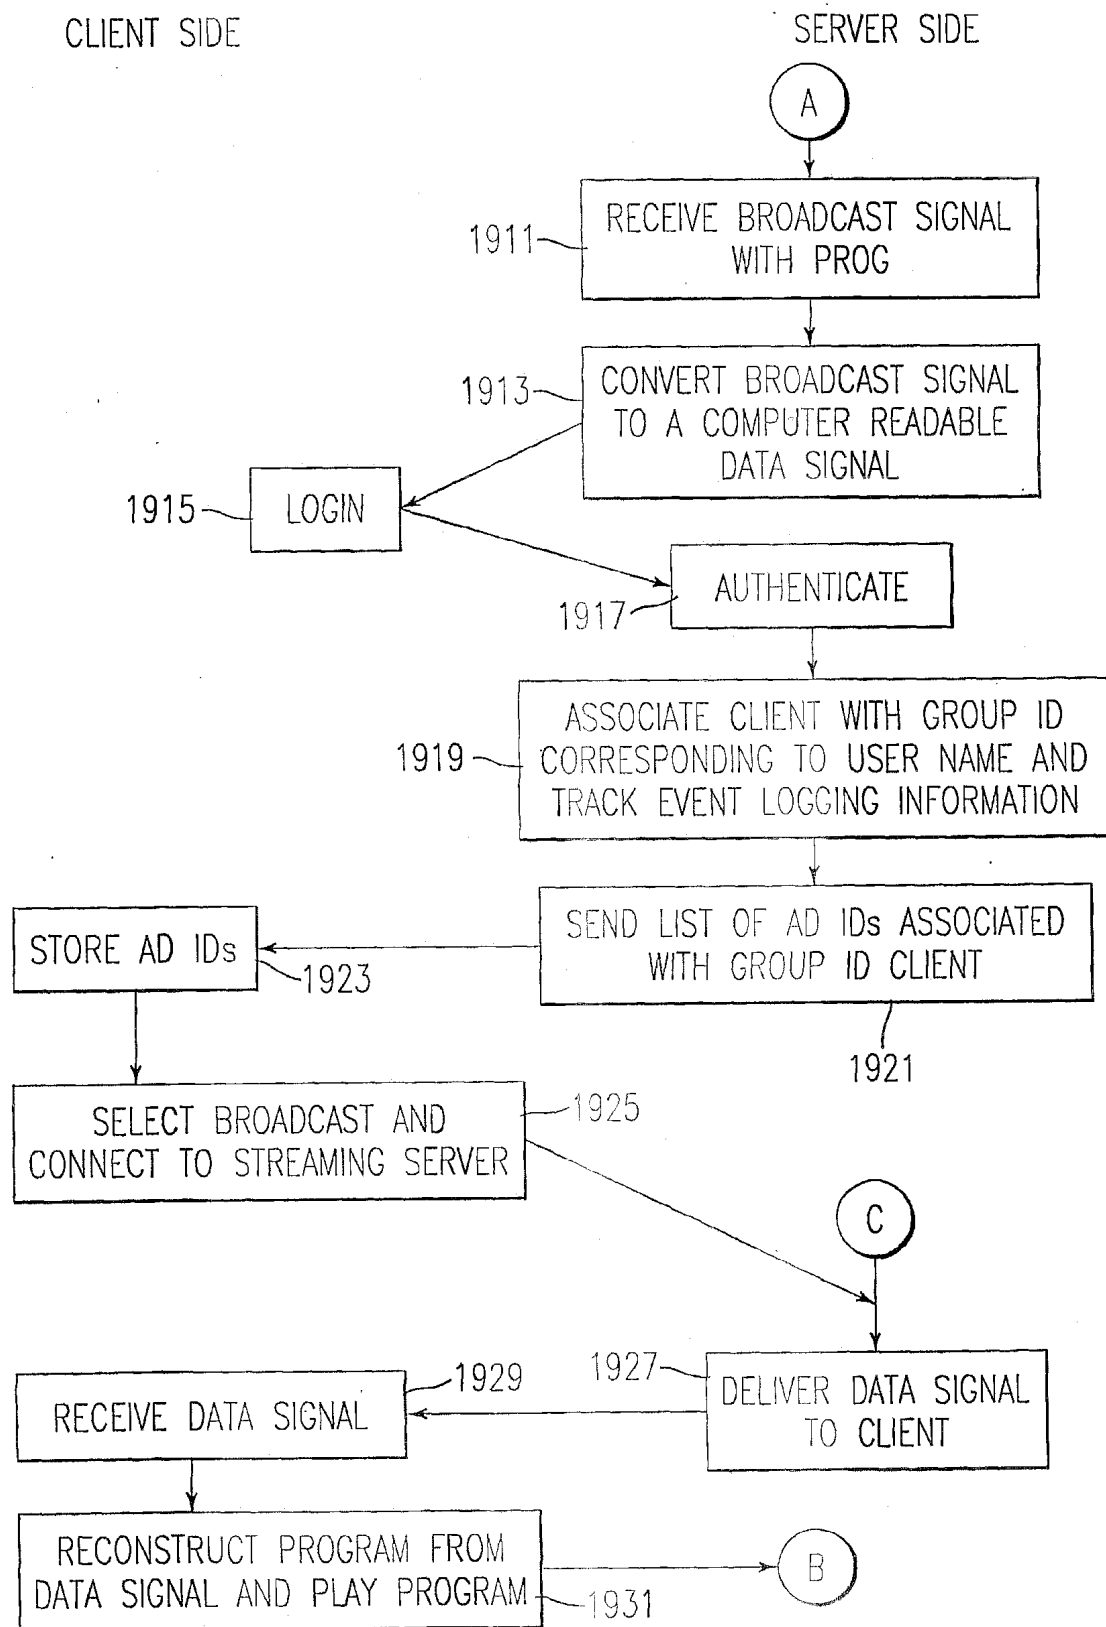 CLIENT SIDE
SERVER SIDE
A
1911
RECEIVE BROADCAST SIGNAL
WITH PROG
1913
CONVERT BROADCAST SIGNAL
TO A COMPUTER READABLE
DATA SIGNAL
1915
LOGIN
AUTHENTICATE
1917
ASSOCIATE CLIENT WITH GROUP ID
1919
CORRESPONDING TO USER NAME AND
TRACK EVENT LOGGING INFORMATION
SEND LIST OF AD IDs ASSOCIATED
WITH GROUP ID CLIENT
1921
STORE AD IDs
1923
SELECT BROADCAST AND
CONNECT TO STREAMING SERVER
1925
C
1927
DELIVER DATA SIGNAL
TO CLIENT
1929
RECEIVE DATA SIGNAL
RECONSTRUCT PROGRAM FROM
DATA SIGNAL AND PLAY PROGRAM
1931
B